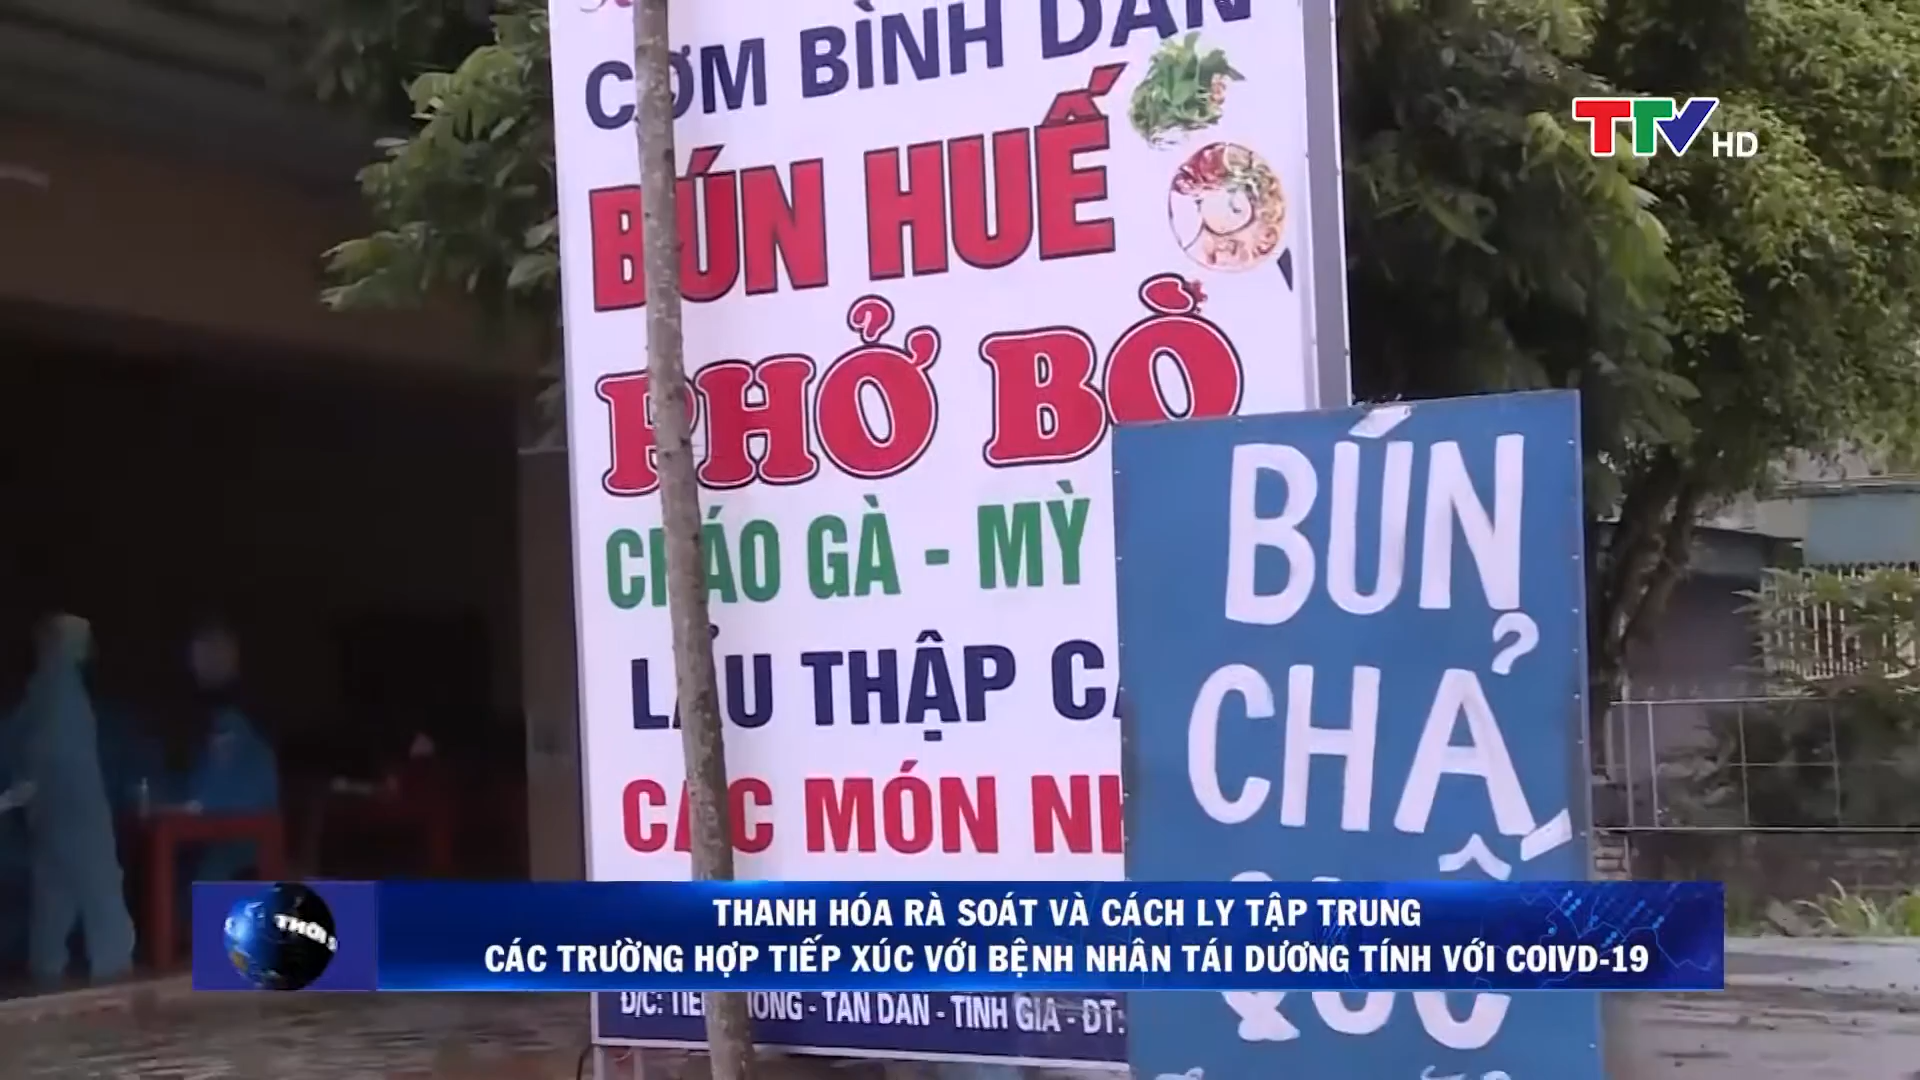 CƠM BÌNH DÂN
BÚN HUẾ
PHỞ BÒ
CHÁO GÀ - MỲ
LẨU THẬP
CÁC MÓN
Đ/C: - TÂN DÂN - TĨNH GIA - ĐT:
BÚN
CHẢ
TTV HD
THANH HÓA RÀ SOÁT VÀ CÁCH LY TẬP TRUNG
CÁC TRƯỜNG HỢP TIẾP XÚC VỚI BỆNH NHÂN TÁI DƯƠNG TÍNH VỚI COIVD-19